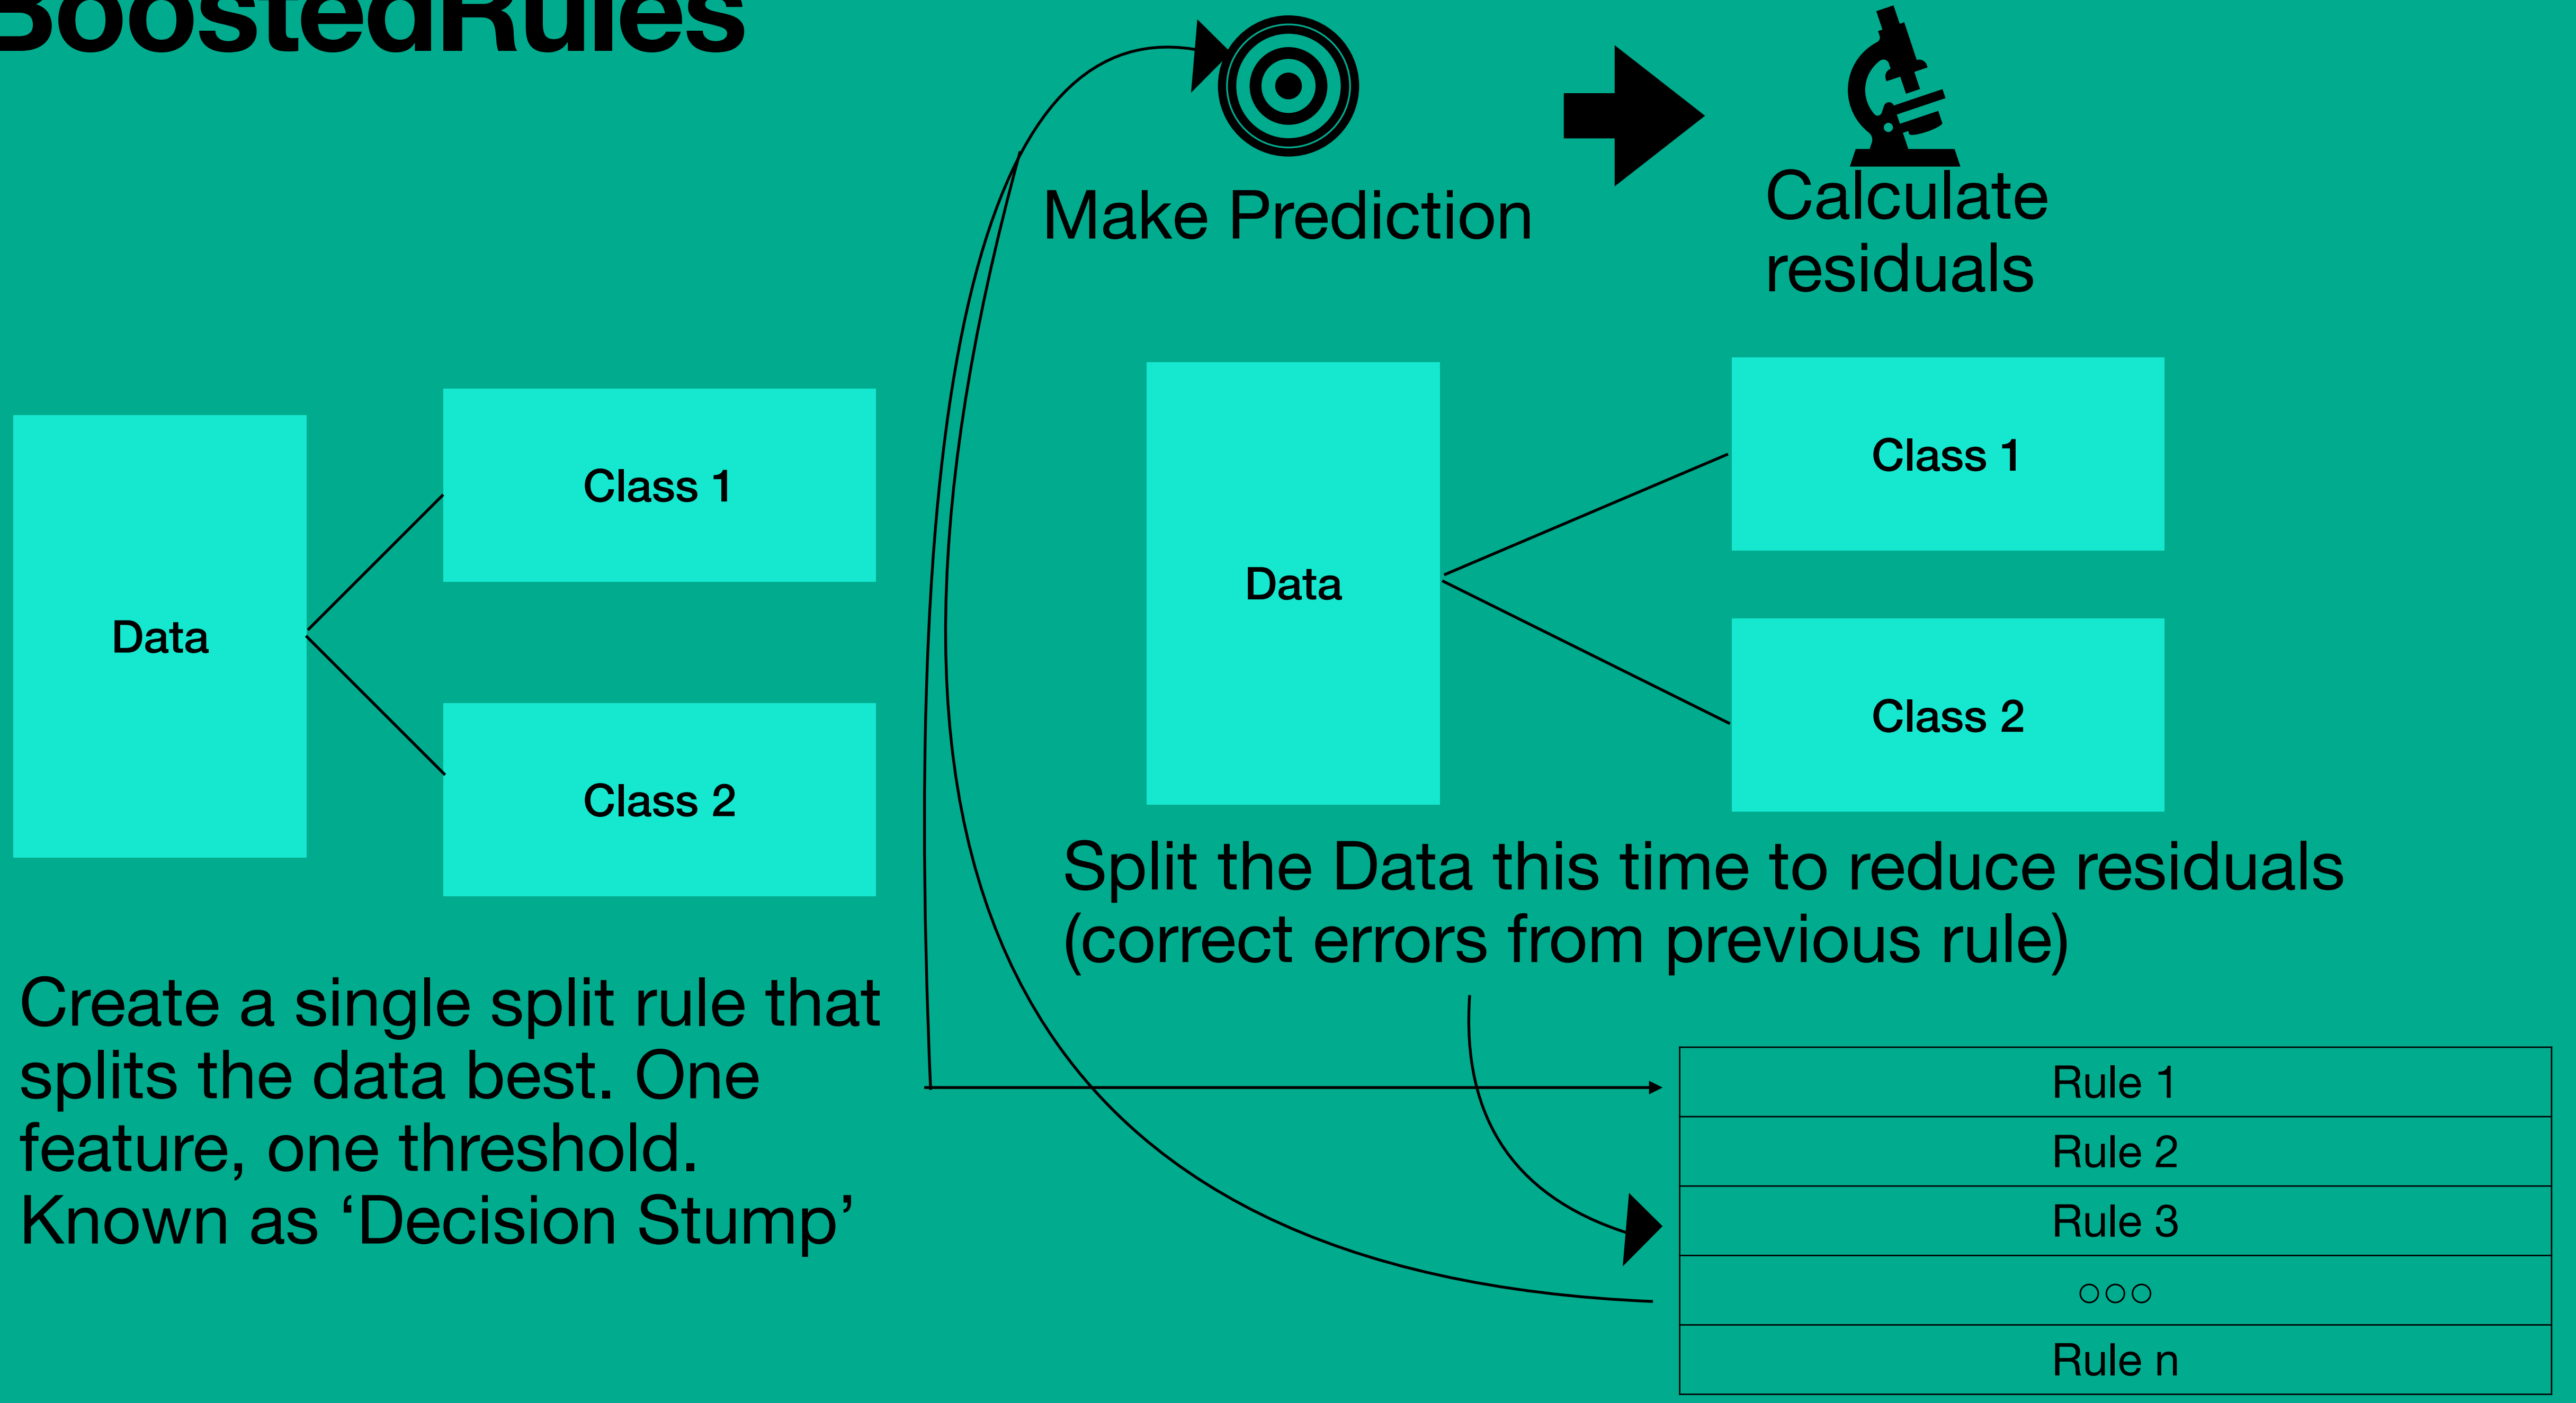 BoostedRules
Make Prediction
Calculate
residuals
Data
Class 1
Class 2
Create a single split rule that
splits the data best. One
feature, one threshold.
Known as ‘Decision Stump’
Data
Class 1
Class 2
Split the Data this time to reduce residuals
(correct errors from previous rule)
Rule 1
Rule 2
Rule 3
○○○
Rule n